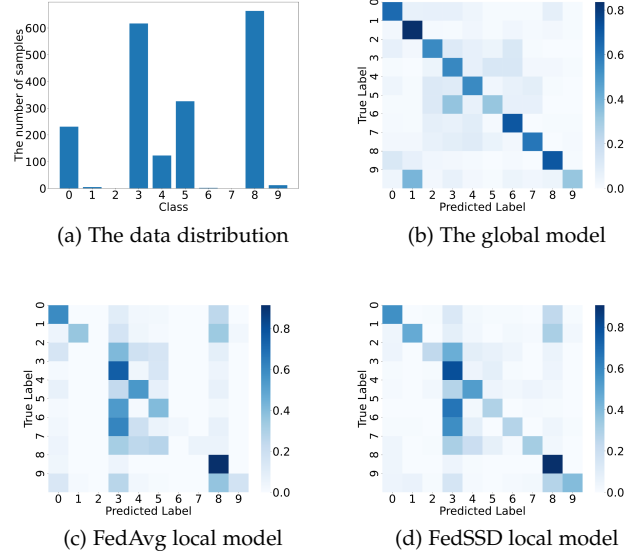 The number of samples
600
500
400
300
200
100
0
0 1 2 3 4 5 6 7 8 9
Class
(a) The data distribution
True Label
0 1 2 3 4 5 6 7 8 9
0 1 2 3 4 5 6 7 8 9
Predicted Label
0.8
0.6
0.4
0.2
0.0
(b) The global model
True Label
0 1 2 3 4 5 6 7 8 9
0 1 2 3 4 5 6 7 8 9
Predicted Label
0.8
0.6
0.4
0.2
0.0
(c) FedAvg local model
True Label
0 1 2 3 4 5 6 7 8 9
0 1 2 3 4 5 6 7 8 9
Predicted Label
0.8
0.6
0.4
0.2
0.0
(d) FedSSD local model